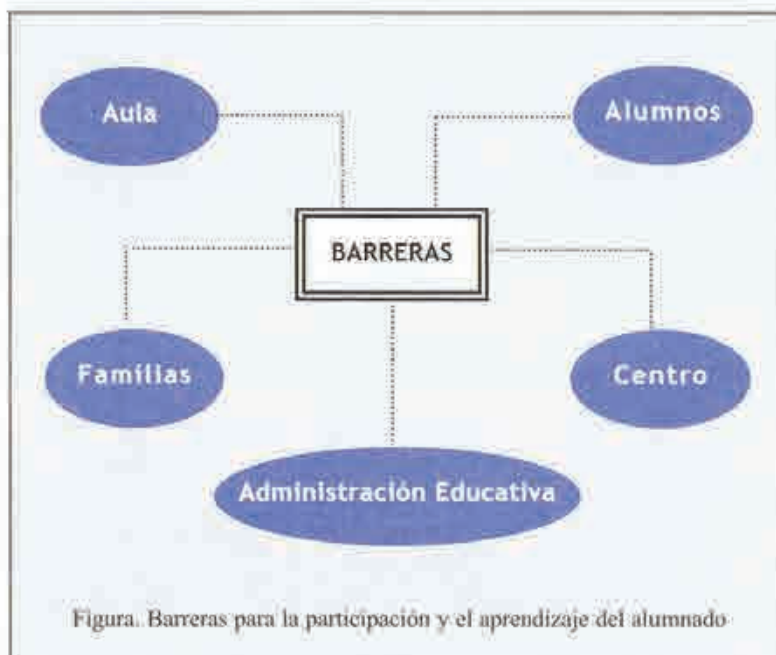 Aula
Alumnos
BARRERAS
Familias
Centro
Administración Educativa
Figura. Barreras para la participación y el aprendizaje del alumnado